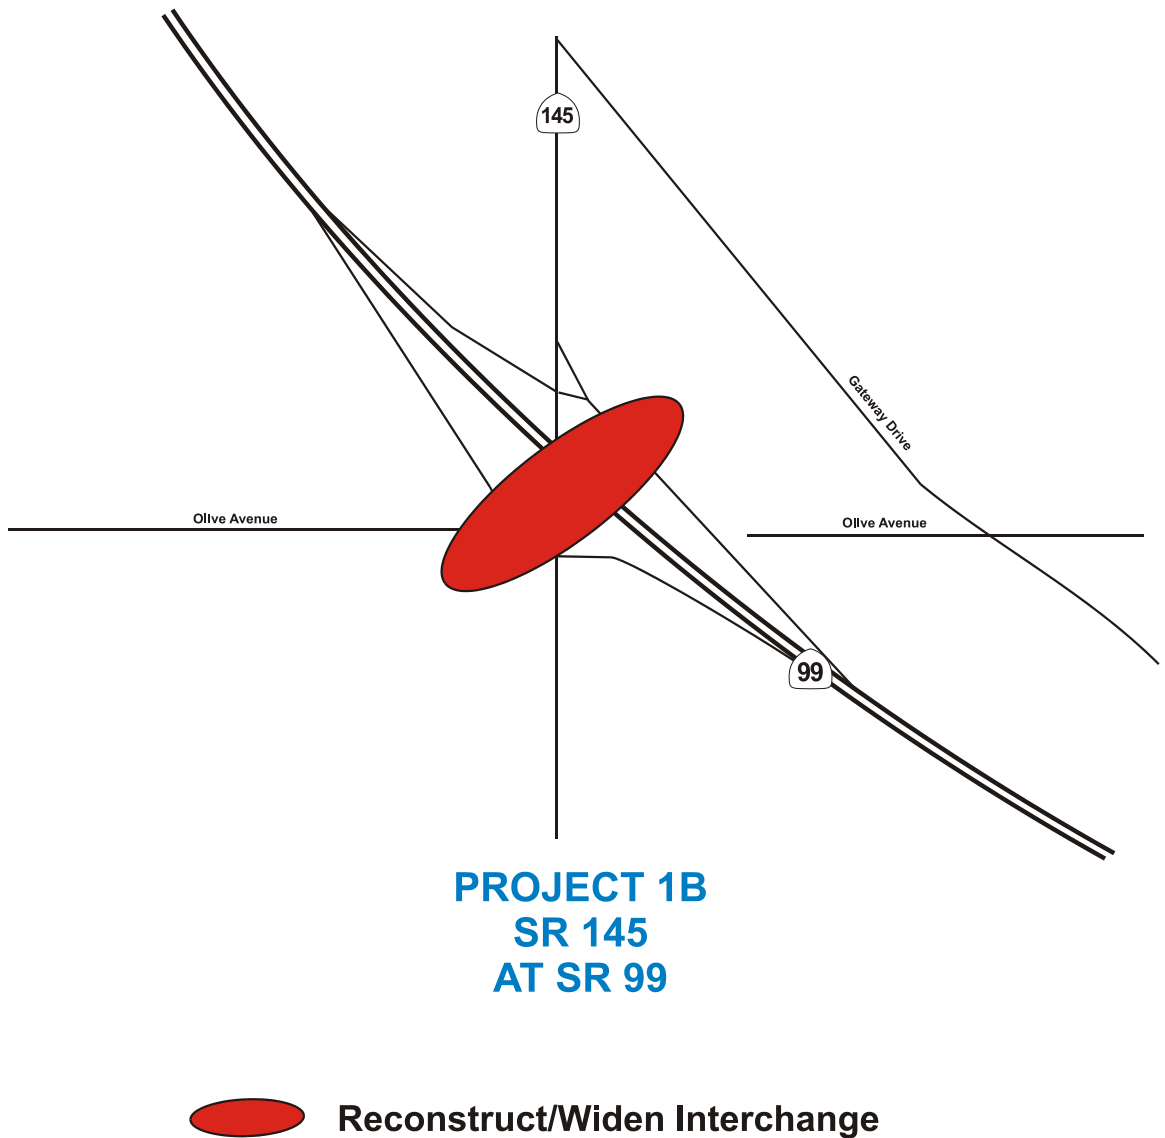 145
Gateway Drive
Olive Avenue
Olive Avenue
99
PROJECT 1B
SR 145
AT SR 99
Reconstruct/Widen Interchange